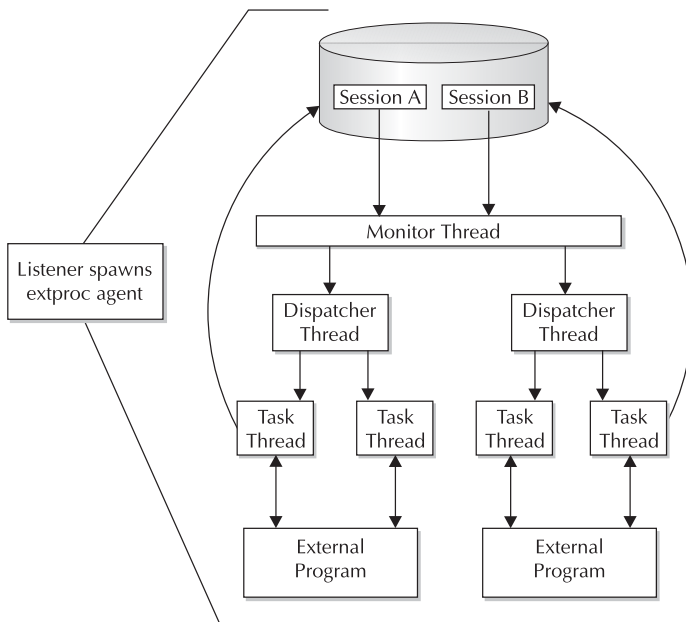 Session A
Session B
Monitor Thread
Listener spawns
extproc agent
Dispatcher
Thread
Dispatcher
Thread
Task
Thread
Task
Thread
Task
Thread
Task
Thread
External
Program
External
Program